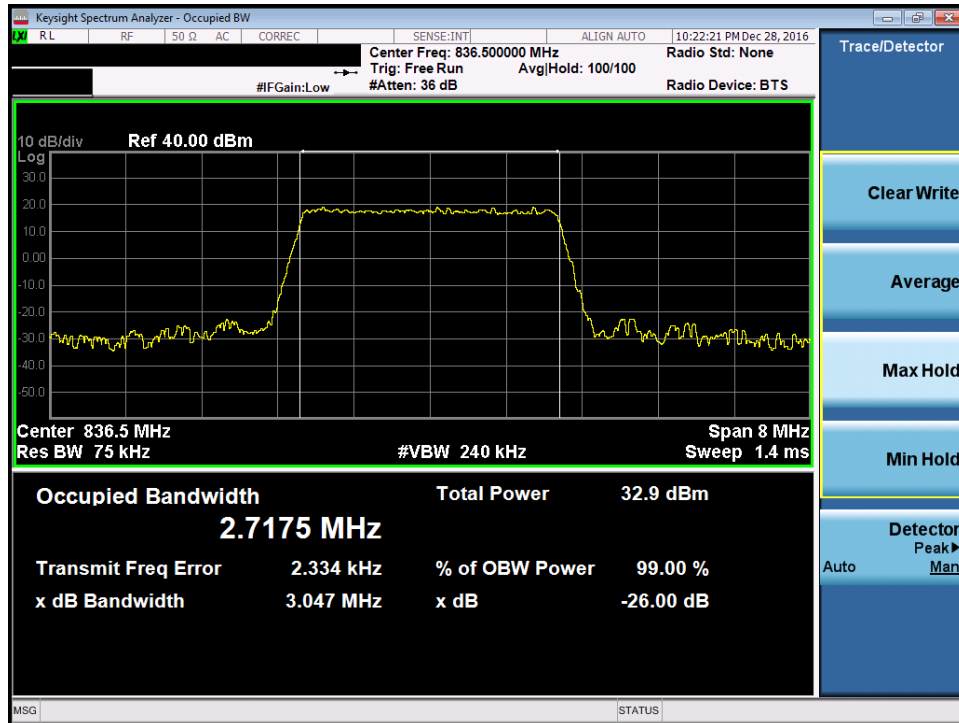 Keysight Spectrum Analyzer - Occupied BW
LXI RL RF 50 Ω AC CORREC SENSE:INT ALIGN AUTO 10:22:21 PM Dec 28, 2016
Center Freq: 836.500000 MHz Radio Std: None
Trig: Free Run Avg|Hold: 100/100
#IFGain:Low #Atten: 36 dB Radio Device: BTS
10 dB/div Ref 40.00 dBm
Log
30.0
20.0
10.0
0.00
-10.0
-20.0
-30.0
-40.0
-50.0
Center 836.5 MHz Span 8 MHz
Res BW 75 kHz #VBW 240 kHz Sweep 1.4 ms
Occupied Bandwidth Total Power 32.9 dBm
2.7175 MHz
Transmit Freq Error 2.334 kHz % of OBW Power 99.00 %
x dB Bandwidth 3.047 MHz x dB -26.00 dB
MSG STATUS
Trace/Detector
Clear Write
Average
Max Hold
Min Hold
Detector
Peak▶
Auto Man